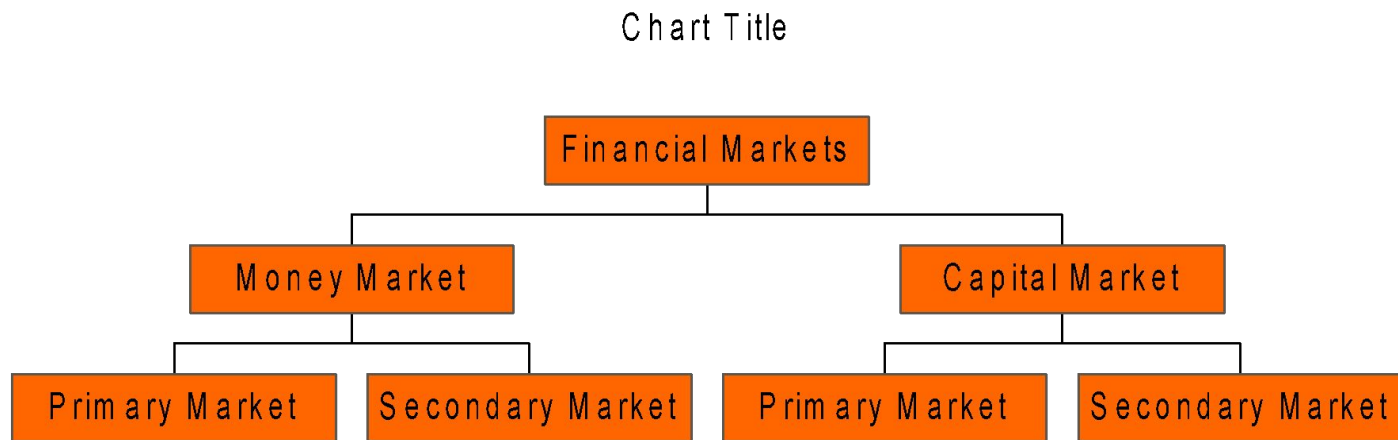 Chart Title
Financial Markets
Money Market
Capital Market
Primary Market
Secondary Market
Primary Market
Secondary Market